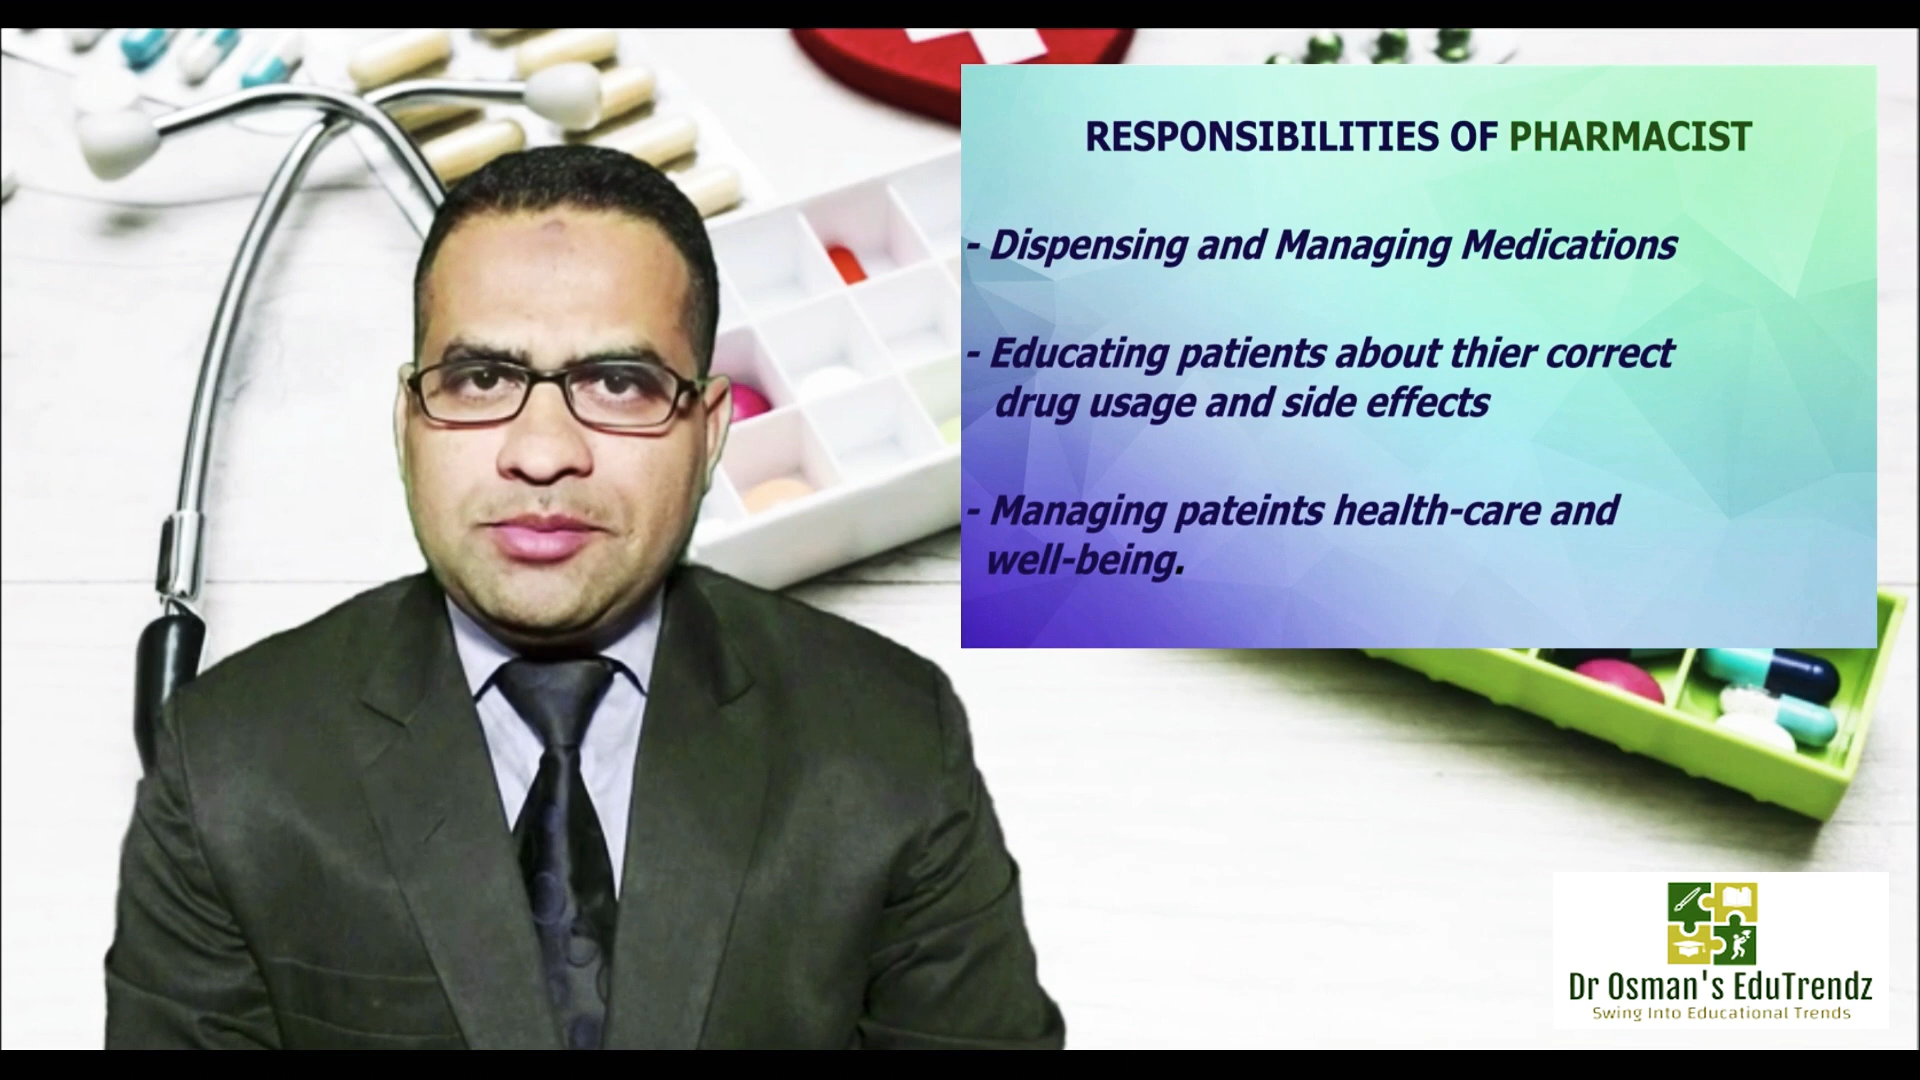 RESPONSIBILITIES OF PHARMACIST
- Dispensing and Managing Medications
- Educating patients about thier correct
drug usage and side effects
- Managing pateints health-care and
well-being.
Dr Osman's EduTrendz
Swing Into Educational Trends